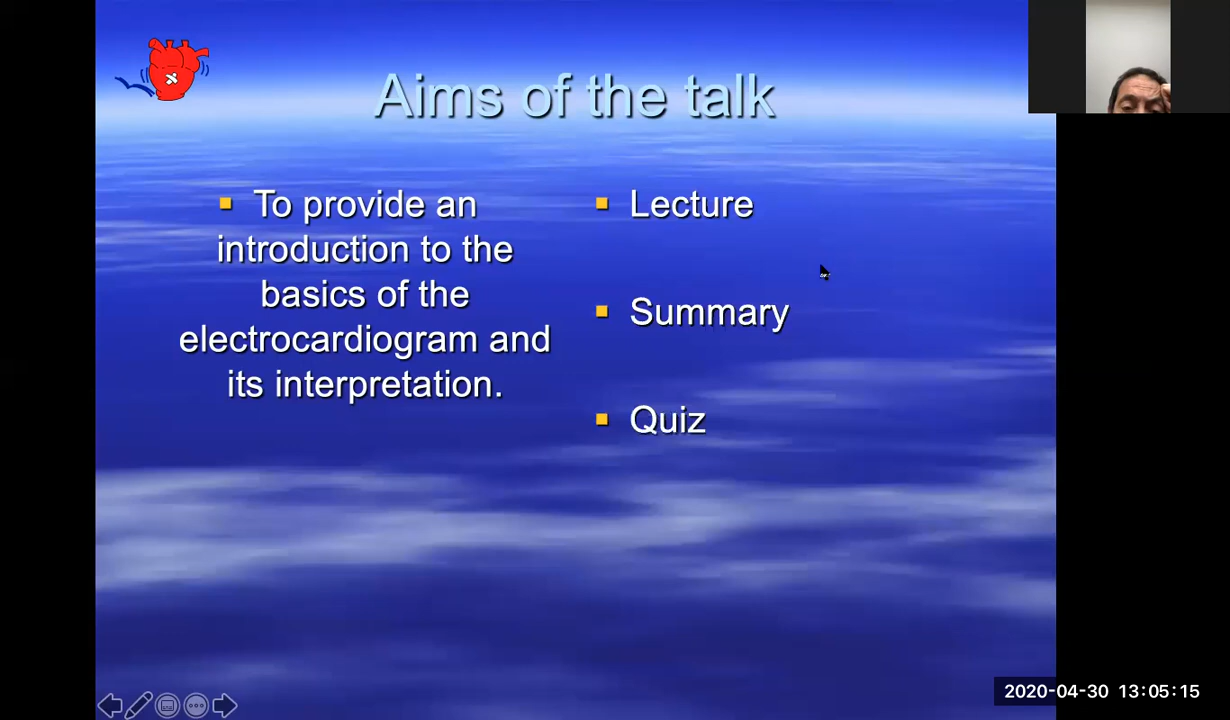 Aims of the talk
To provide an
introduction to the
basics of the
electrocardiogram and
its interpretation.
Lecture
Summary
Quiz
2020-04-30 13:05:15